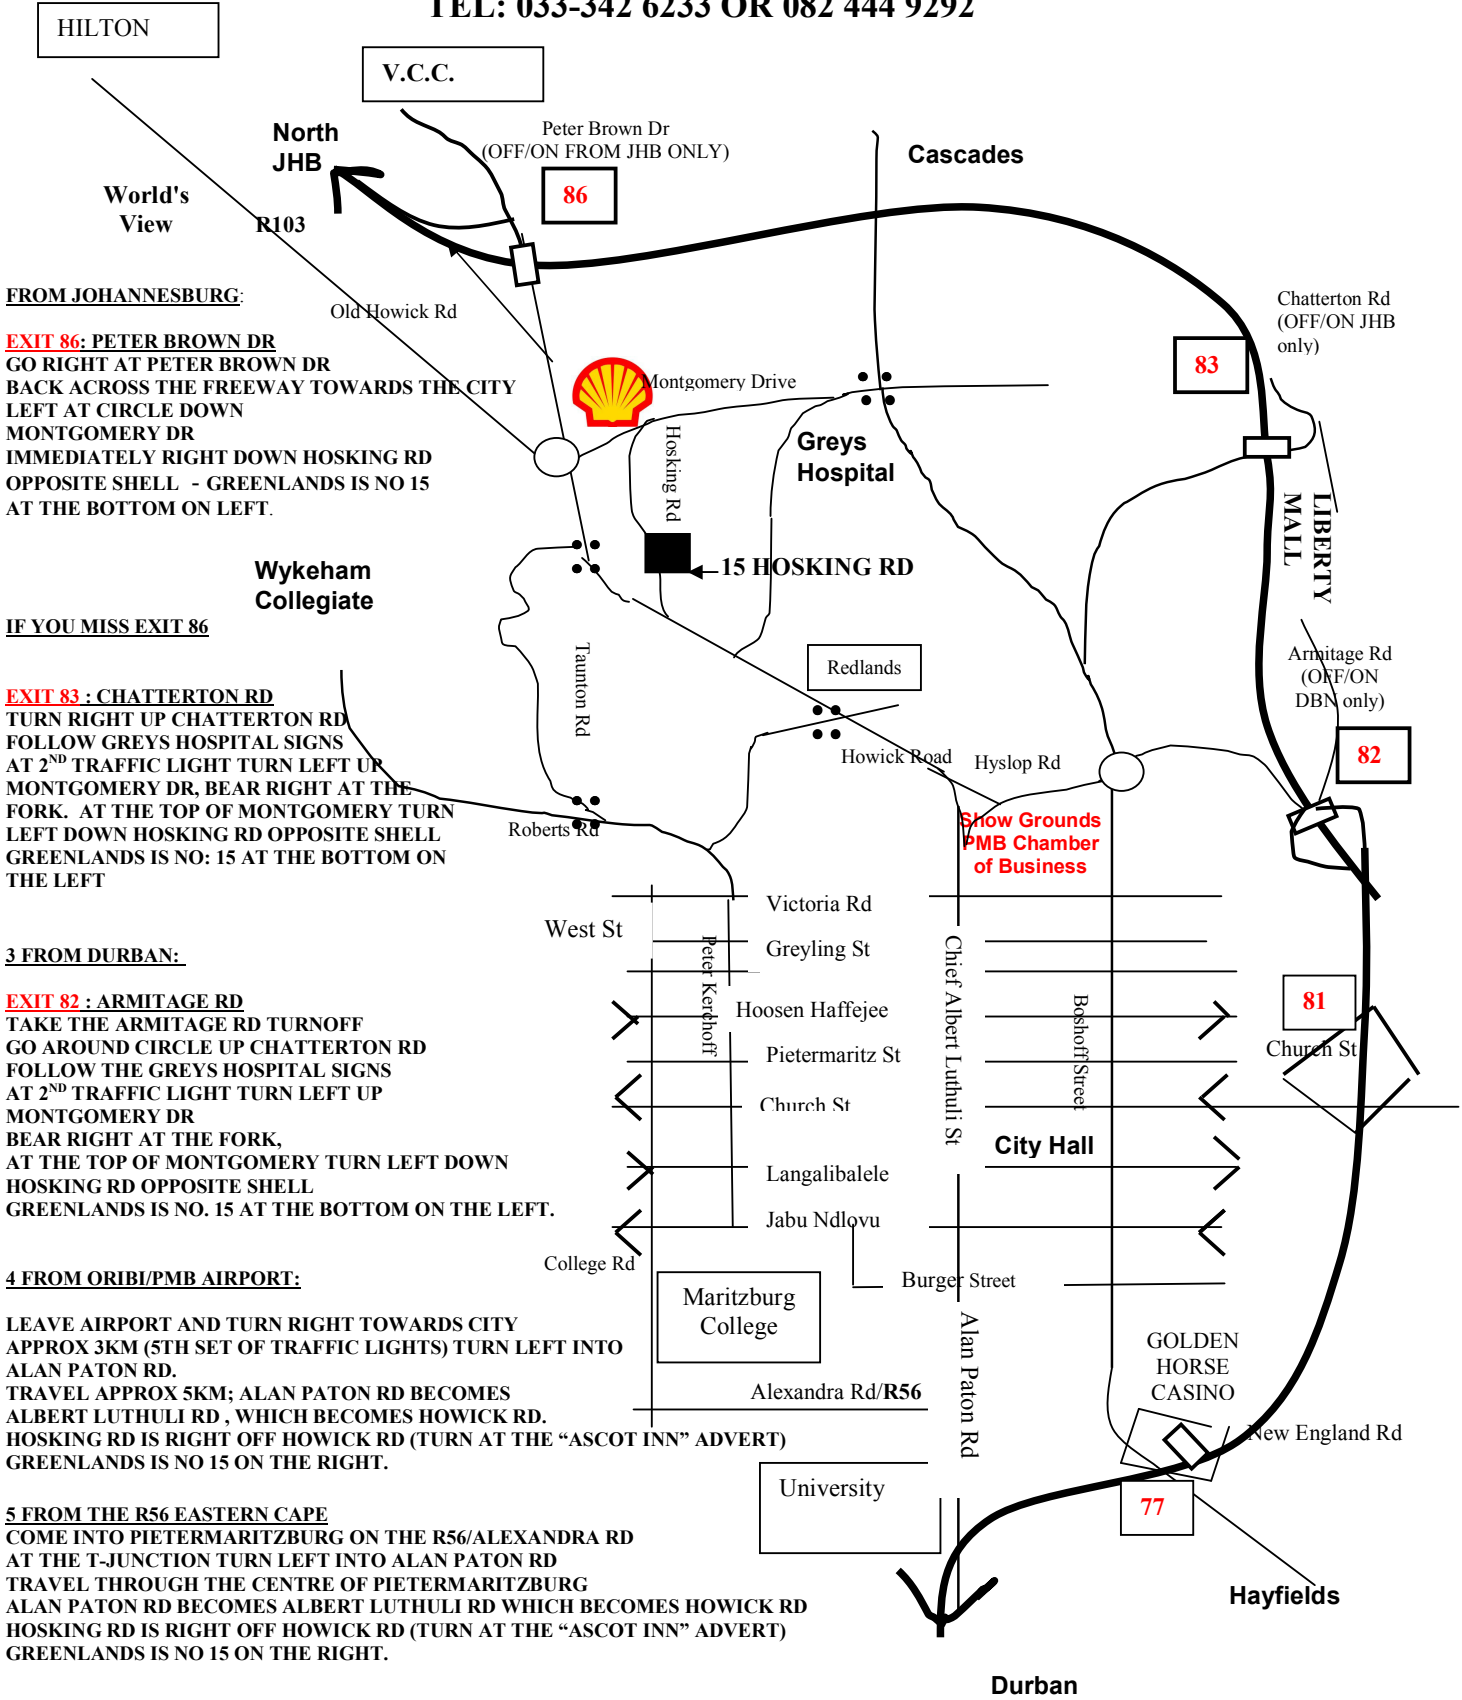 TEL: 033-342 6233 OR 082 444 9292
HILTON
V.C.C.
North
JHB
Peter Brown Dr
(OFF/ON FROM JHB ONLY)
86
Cascades
World's
View
R103
Old Howick Rd
Chatterton Rd
(OFF/ON JHB
only)
83
FROM JOHANNESBURG:
EXIT 86: PETER BROWN DR
GO RIGHT AT PETER BROWN DR
BACK ACROSS THE FREEWAY TOWARDS THE CITY
LEFT AT CIRCLE DOWN
MONTGOMERY DR
IMMEDIATELY RIGHT DOWN HOSKING RD
OPPOSITE SHELL - GREENLANDS IS NO 15
AT THE BOTTOM ON LEFT.
Montgomery Drive
Hosking Rd
Greys
Hospital
LIBERTY
MALL
15 HOSKING RD
Wykeham
Collegiate
IF YOU MISS EXIT 86
EXIT 83 : CHATTERTON RD
TURN RIGHT UP CHATTERTON RD
FOLLOW GREYS HOSPITAL SIGNS
AT 2ND TRAFFIC LIGHT TURN LEFT UP
MONTGOMERY DR, BEAR RIGHT AT THE
FORK. AT THE TOP OF MONTGOMERY TURN
LEFT DOWN HOSKING RD OPPOSITE SHELL
GREENLANDS IS NO: 15 AT THE BOTTOM ON
THE LEFT
Taunton Rd
Redlands
Armitage Rd
(OFF/ON
DBN only)
82
Howick Road
Hyslop Rd
Roberts Rd
Show Grounds
PMB Chamber
of Business
Victoria Rd
West St
Greyling St
Peter Kerchoff
Chief Albert Luthuli St
Boshoff Street
Hoosen Haffejee
81
Pietermaritz St
Church St
Church St
City Hall
Langalibalele
Jabu Ndlovu
College Rd
Burger Street
3 FROM DURBAN:
EXIT 82 : ARMITAGE RD
TAKE THE ARMITAGE RD TURNOFF
GO AROUND CIRCLE UP CHATTERTON RD
FOLLOW THE GREYS HOSPITAL SIGNS
AT 2ND TRAFFIC LIGHT TURN LEFT UP
MONTGOMERY DR
BEAR RIGHT AT THE FORK,
AT THE TOP OF MONTGOMERY TURN LEFT DOWN
HOSKING RD OPPOSITE SHELL
GREENLANDS IS NO. 15 AT THE BOTTOM ON THE LEFT.
4 FROM ORIBI/PMB AIRPORT:
LEAVE AIRPORT AND TURN RIGHT TOWARDS CITY
APPROX 3KM (5TH SET OF TRAFFIC LIGHTS) TURN LEFT INTO
ALAN PATON RD.
TRAVEL APPROX 5KM; ALAN PATON RD BECOMES
ALBERT LUTHULI RD , WHICH BECOMES HOWICK RD.
HOSKING RD IS RIGHT OFF HOWICK RD (TURN AT THE “ASCOT INN” ADVERT)
GREENLANDS IS NO 15 ON THE RIGHT.
Maritzburg
College
Alan Paton Rd
GOLDEN
HORSE
CASINO
Alexandra Rd/R56
New England Rd
University
77
5 FROM THE R56 EASTERN CAPE
COME INTO PIETERMARITZBURG ON THE R56/ALEXANDRA RD
AT THE T-JUNCTION TURN LEFT INTO ALAN PATON RD
TRAVEL THROUGH THE CENTRE OF PIETERMARITZBURG
ALAN PATON RD BECOMES ALBERT LUTHULI RD WHICH BECOMES HOWICK RD
HOSKING RD IS RIGHT OFF HOWICK RD (TURN AT THE “ASCOT INN” ADVERT)
GREENLANDS IS NO 15 ON THE RIGHT.
Hayfields
Durban